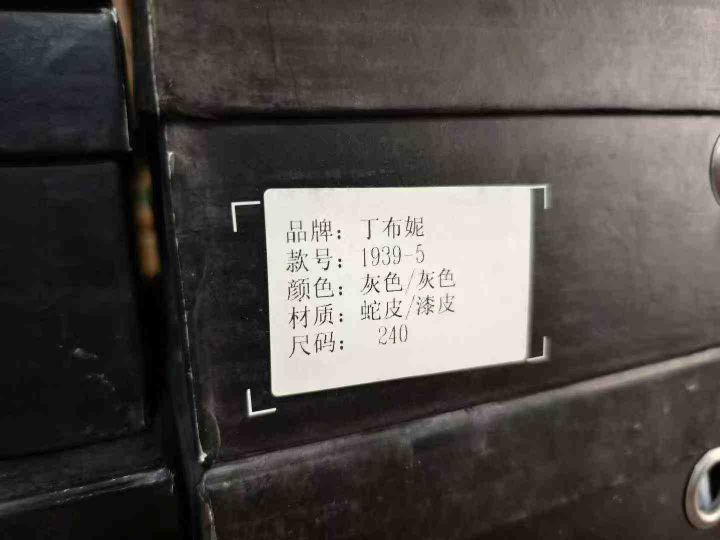 品牌：丁布妮
款号：1939-5
颜色：灰色/灰色
材质：蛇皮/漆皮
尺码： 240